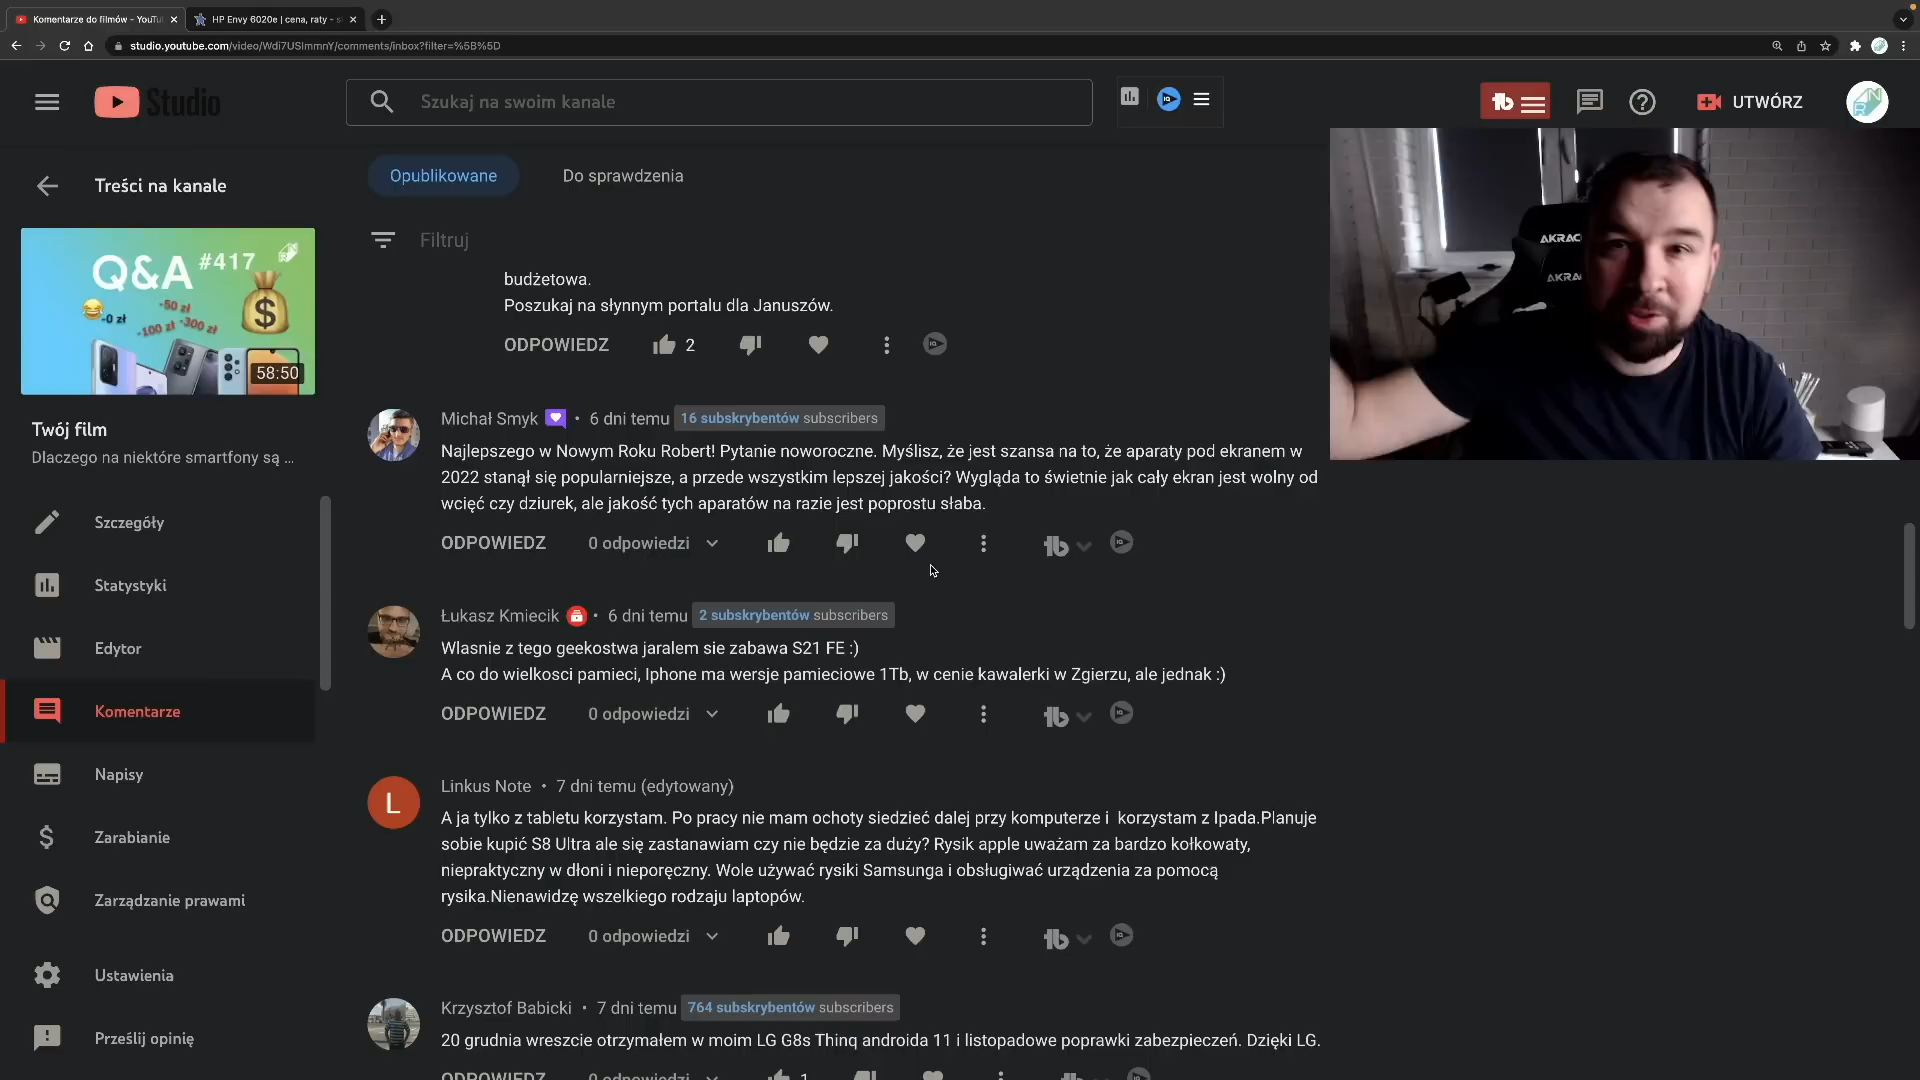 Komentarze do filmów - YouTu
HP Envy 6020e | cena, raty - s
studio.youtube.com/video/Wdi7USImmnY/comments/inbox?filter=%5B%5D
Studio
Szukaj na swoim kanale
UTWÓRZ
Treści na kanale
Opublikowane
Do sprawdzenia
Filtruj
Q&A #417
-0 zł
-50 zł
-100 zł
-300 zł
$
58:50
Twój film
Dlaczego na niektóre smartfony są ...
Szczegóły
Statystyki
Edytor
Komentarze
Napisy
Zarabianie
Zarządzanie prawami
Ustawienia
Prześlij opinię
budżetowa.
Poszukaj na słynnym portalu dla Januszów.
ODPOWIEDZ 2
Michał Smyk • 6 dni temu 16 subskrybentów subscribers
Najlepszego w Nowym Roku Robert! Pytanie noworoczne. Myślisz, że jest szansa na to, że aparaty pod ekranem w
2022 stanął się popularniejsze, a przede wszystkim lepszej jakości? Wygląda to świetnie jak cały ekran jest wolny od
wcięć czy dziurek, ale jakość tych aparatów na razie jest poprostu słaba.
ODPOWIEDZ 0 odpowiedzi
Łukasz Kmiecik • 6 dni temu 2 subskrybentów subscribers
Wlasnie z tego geekostwa jaralem sie zabawa S21 FE :)
A co do wielkosci pamieci, Iphone ma wersje pamieciowe 1Tb, w cenie kawalerki w Zgierzu, ale jednak :)
ODPOWIEDZ 0 odpowiedzi
L
Linkus Note • 7 dni temu (edytowany)
A ja tylko z tabletu korzystam. Po pracy nie mam ochoty siedzieć dalej przy komputerze i korzystam z Ipada.Planuje
sobie kupić S8 Ultra ale się zastanawiam czy nie będzie za duży? Rysik apple uważam za bardzo kołkowaty,
niepraktyczny w dłoni i nieporęczny. Wole używać rysiki Samsunga i obsługiwać urządzenia za pomocą
rysika.Nienawidzę wszelkiego rodzaju laptopów.
ODPOWIEDZ 0 odpowiedzi
Krzysztof Babicki • 7 dni temu 764 subskrybentów subscribers
20 grudnia wreszcie otrzymałem w moim LG G8s Thinq androida 11 i listopadowe poprawki zabezpieczeń. Dzięki LG.
ODPOWIEDZ 0 odpowiedzi 1
AKRAC
AKRA